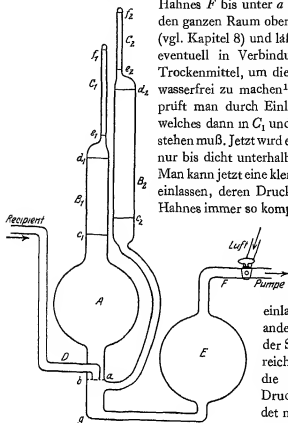 Hahnes F bis unter a
den ganzen Raum ober
(vgl. Kapitel 8) und läß
eventuell in Verbindu
Trockenmittel, um die
wasserfrei zu machen¹
prüft man durch Einl
welches dann in C₁ unc
stehen muß. Jetzt wird e
nur bis dicht unterhalb
Man kann jetzt eine kler
einlassen, deren Druck
Hahnes immer so komp
f₂
C₂
e₂
d₂
f₁
C₁
e₁
d₁
B₁
c₁
B₂
c₂
Recipient
A
D
a
b
g
Luft
F
Pumpe
E
einla
ande
der S
reich
die
Druc
det n